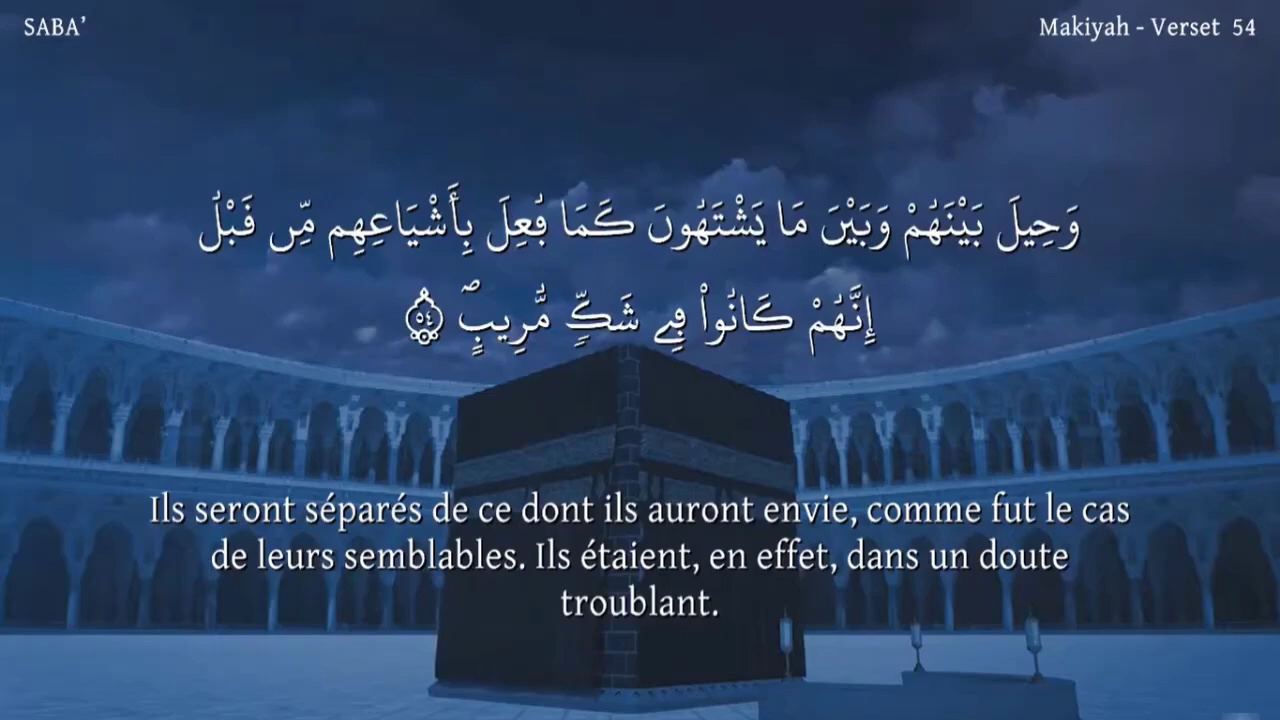 SABA’
Makiyah - Verset 54
وَحِيلَ بَيْنَهُمْ وَبَيْنَ مَا يَشْتَهُونَ كَمَا فُعِلَ بِأَشْيَاعِهِم مِّن قَبْلُ
إِنَّهُمْ كَانُواْ فِے شَكّٖ مُّرِيبٍۖ ٥٤
Ils seront séparés de ce dont ils auront envie, comme fut le cas
de leurs semblables. Ils étaient, en effet, dans un doute
troublant.